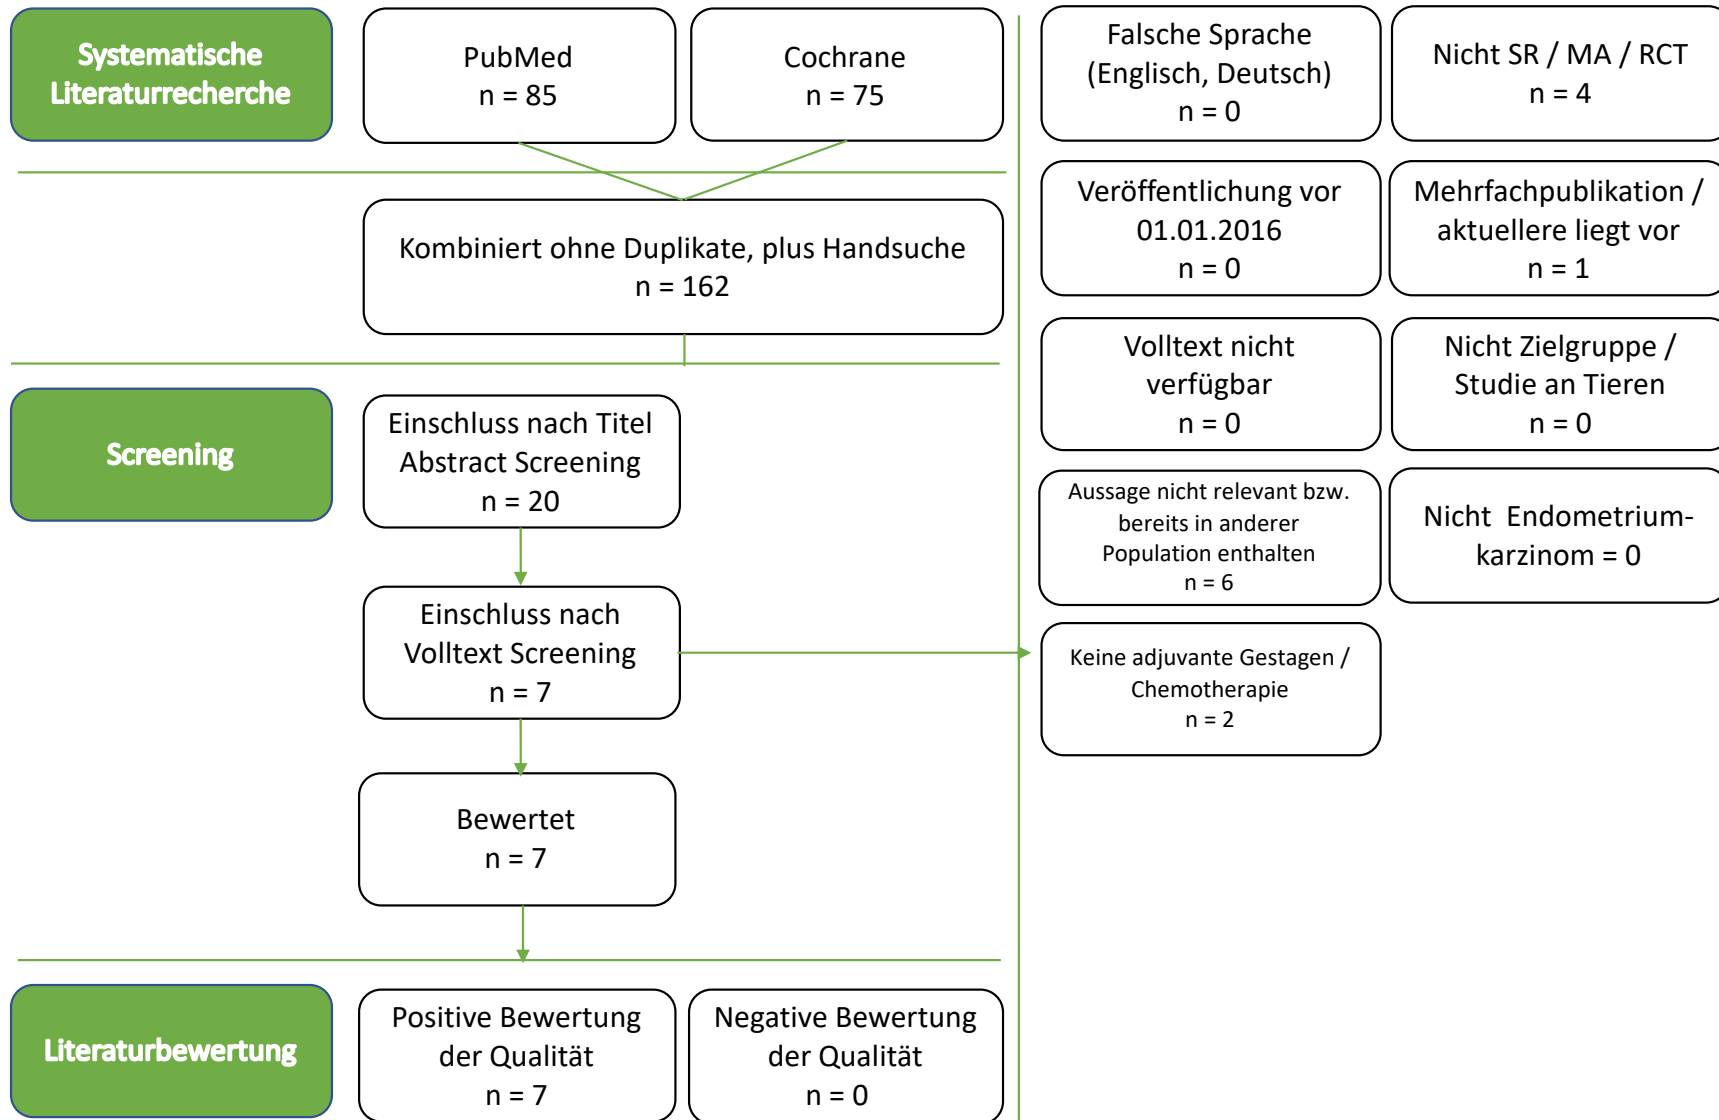 Systematische
Literaturrecherche
PubMed
n = 85
Cochrane
n = 75
Kombiniert ohne Duplikate, plus Handsuche
n = 162
Screening
Einschluss nach Titel
Abstract Screening
n = 20
Einschluss nach
Volltext Screening
n = 7
Bewertet
n = 7
Literaturbewertung
Positive Bewertung
der Qualität
n = 7
Negative Bewertung
der Qualität
n = 0
Falsche Sprache
(Englisch, Deutsch)
n = 0
Nicht SR / MA / RCT
n = 4
Veröffentlichung vor
01.01.2016
n = 0
Mehrfachpublikation /
aktuellere liegt vor
n = 1
Volltext nicht
verfügbar
n = 0
Nicht Zielgruppe /
Studie an Tieren
n = 0
Aussage nicht relevant bzw.
bereits in anderer
Population enthalten
n = 6
Nicht Endometrium-
karzinom = 0
Keine adjuvante Gestagen /
Chemotherapie
n = 2